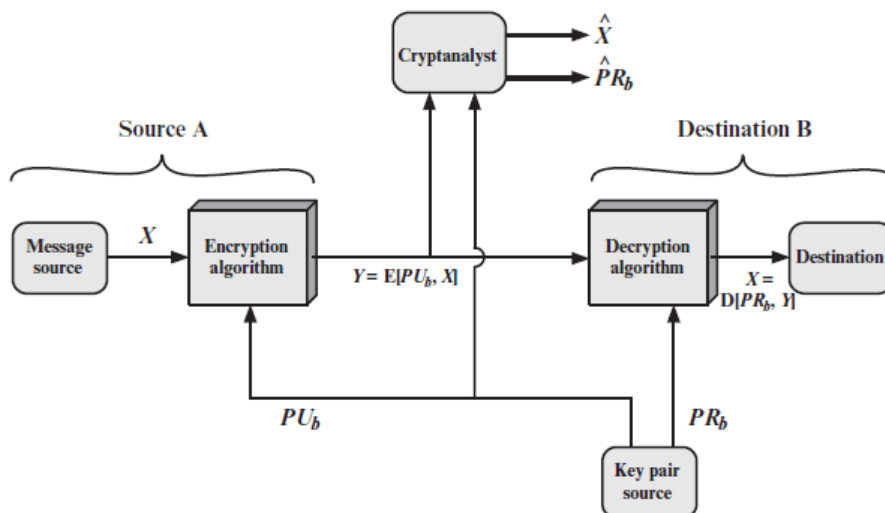 X̂
Cryptanalyst
P̂R_b
Source A
Destination B
Message
source
X
Encryption
algorithm
Y = E[PU_b, X]
Decryption
algorithm
X =
D[PR_b, Y]
Destination
PU_b
PR_b
Key pair
source